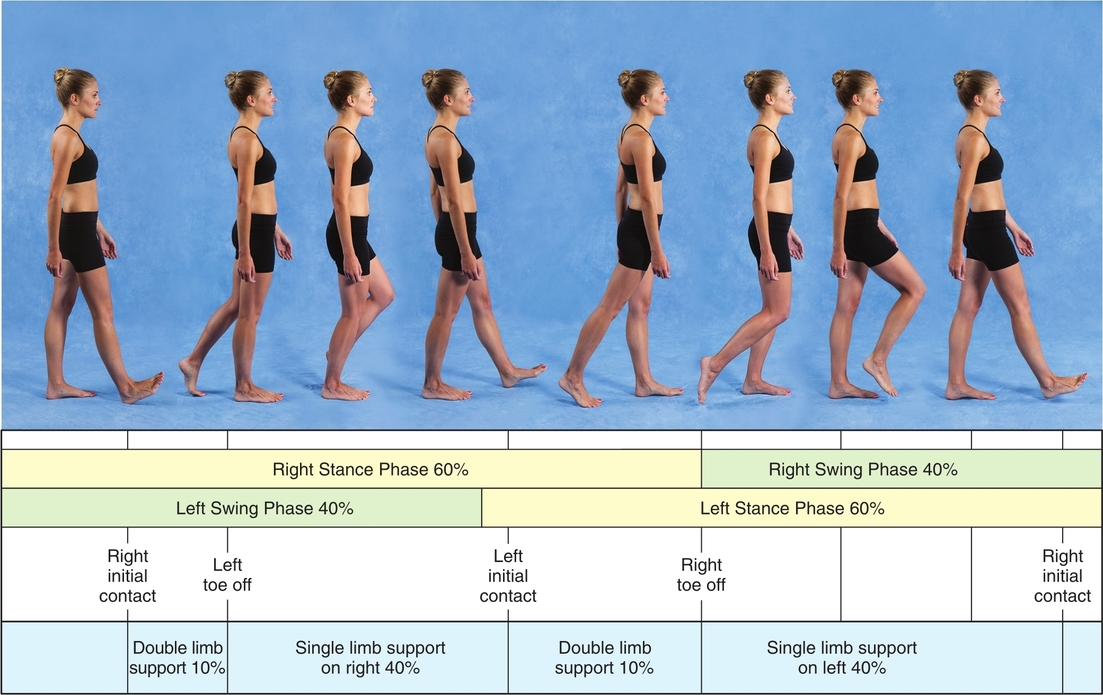 Right Stance Phase 60%
Right Swing Phase 40%
Left Swing Phase 40%
Left Stance Phase 60%
Right
initial
contact
Left
toe off
Left
initial
contact
Right
toe off
Right
initial
contact
Double limb
support 10%
Single limb support
on right 40%
Double limb
support 10%
Single limb support
on left 40%